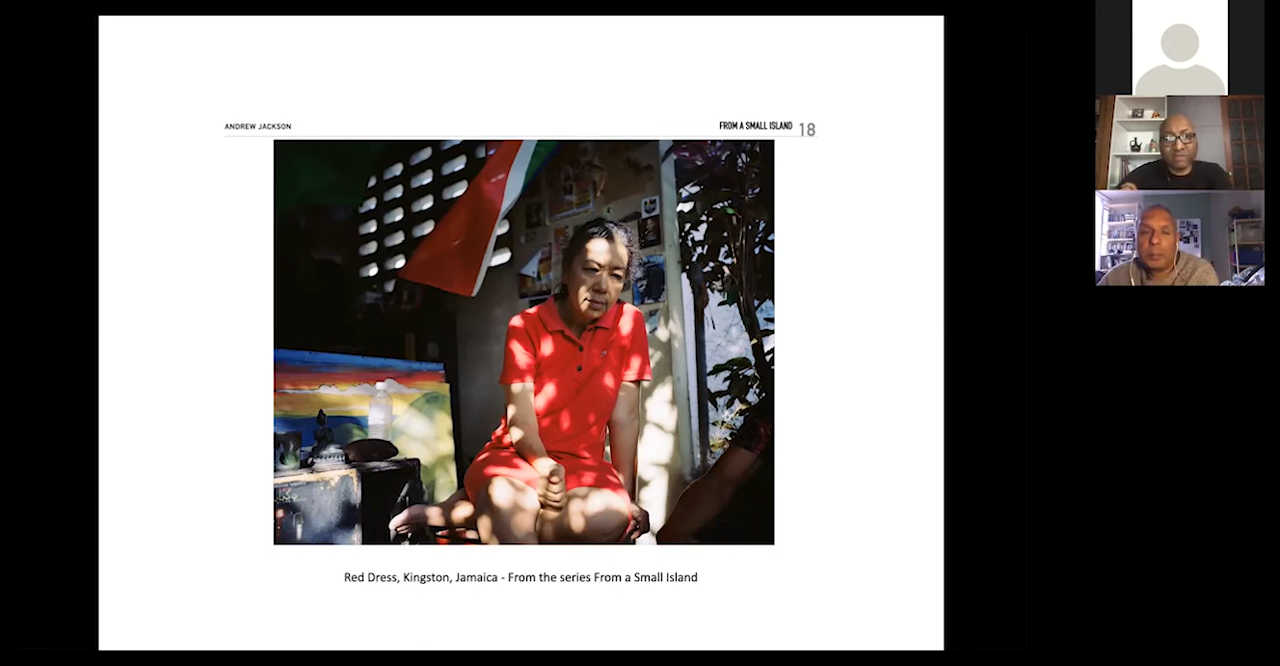 ANDREW JACKSON
FROM A SMALL ISLAND 18
Red Dress, Kingston, Jamaica - From the series From a Small Island